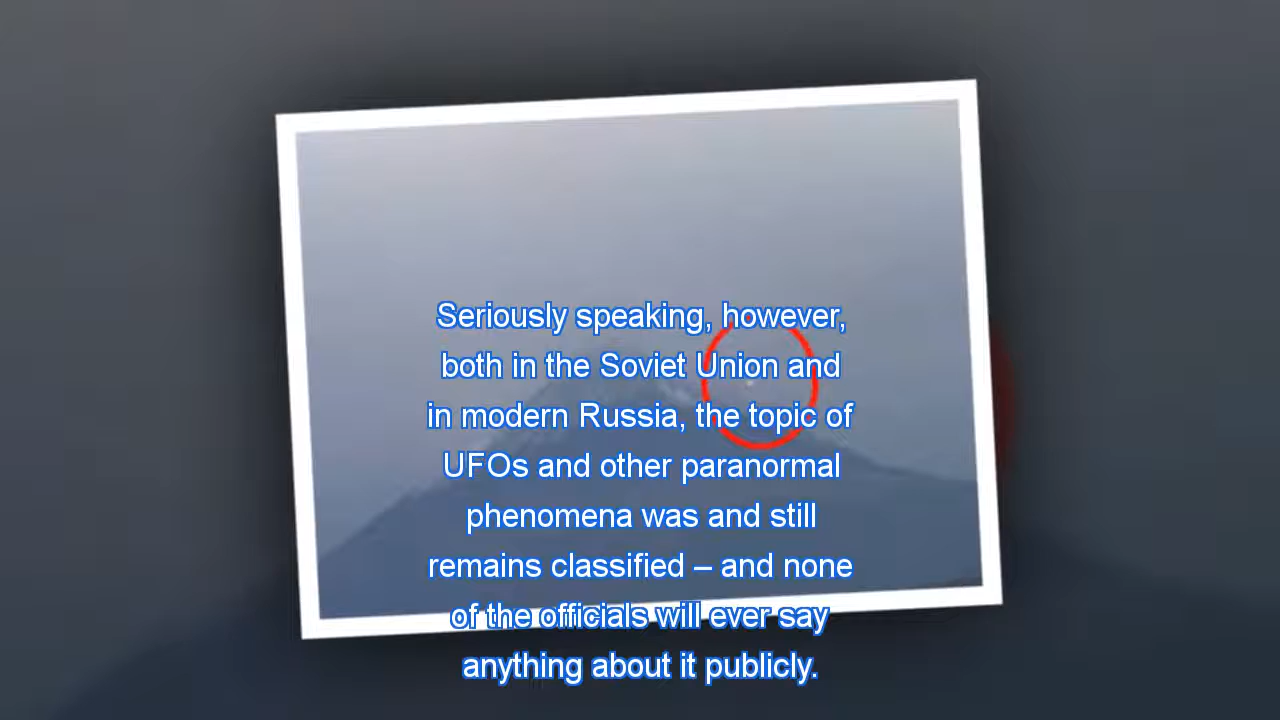 Seriously speaking, however,
both in the Soviet Union and
in modern Russia, the topic of
UFOs and other paranormal
phenomena was and still
remains classified – and none
of the officials will ever say
anything about it publicly.